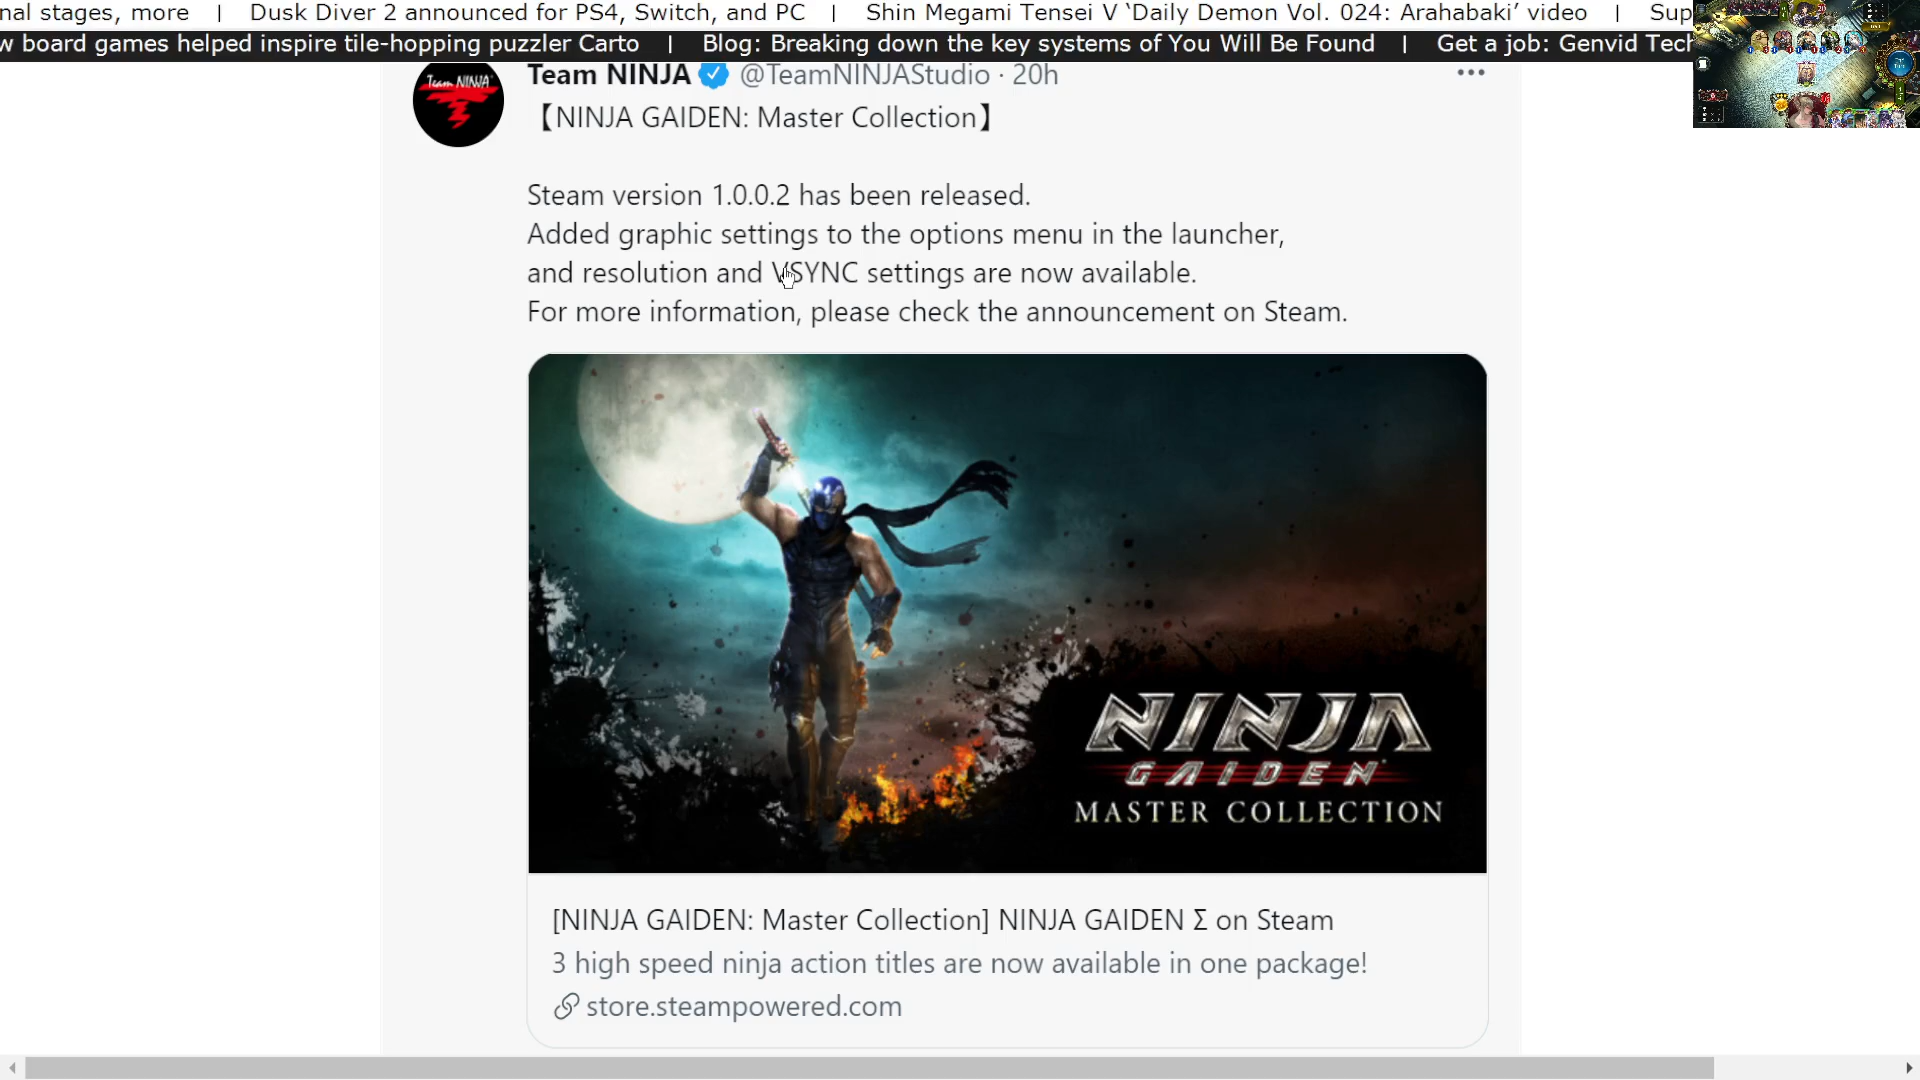 nal stages, more | Dusk Diver 2 announced for PS4, Switch, and PC | Shin Megami Tensei V ‘Daily Demon Vol. 024: Arahabaki’ video | Sup
w board games helped inspire tile-hopping puzzler Carto | Blog: Breaking down the key systems of You Will Be Found | Get a job: Genvid Tech
Team NINJA
Team NINJA @TeamNINJAStudio · 20h
【NINJA GAIDEN: Master Collection】
Steam version 1.0.0.2 has been released.
Added graphic settings to the options menu in the launcher,
and resolution and VSYNC settings are now available.
For more information, please check the announcement on Steam.
NINJA
GAIDEN
MASTER COLLECTION
[NINJA GAIDEN: Master Collection] NINJA GAIDEN Σ on Steam
3 high speed ninja action titles are now available in one package!
store.steampowered.com